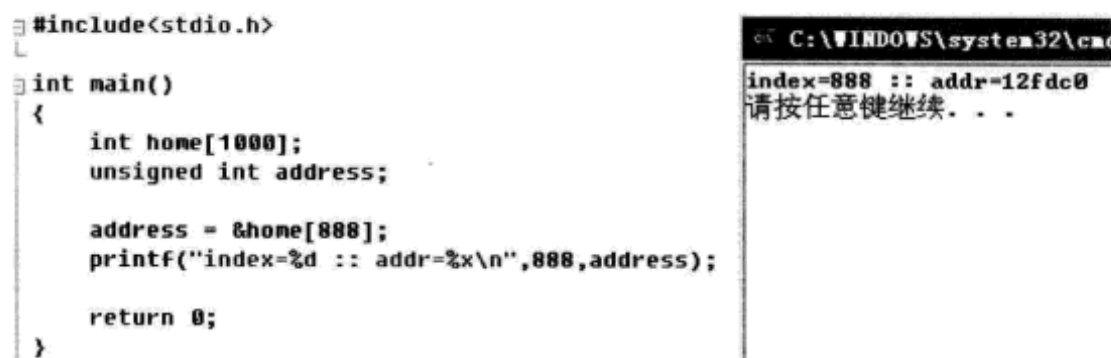 #include<stdio.h>
int main()
{
int home[1000];
unsigned int address;
address = &home[888];
printf("index=%d :: addr=%x\n",888,address);
return 0;
}
C:\WINDOWS\system32\cmd
index=888 :: addr=12fdc0
请按任意键继续. . .